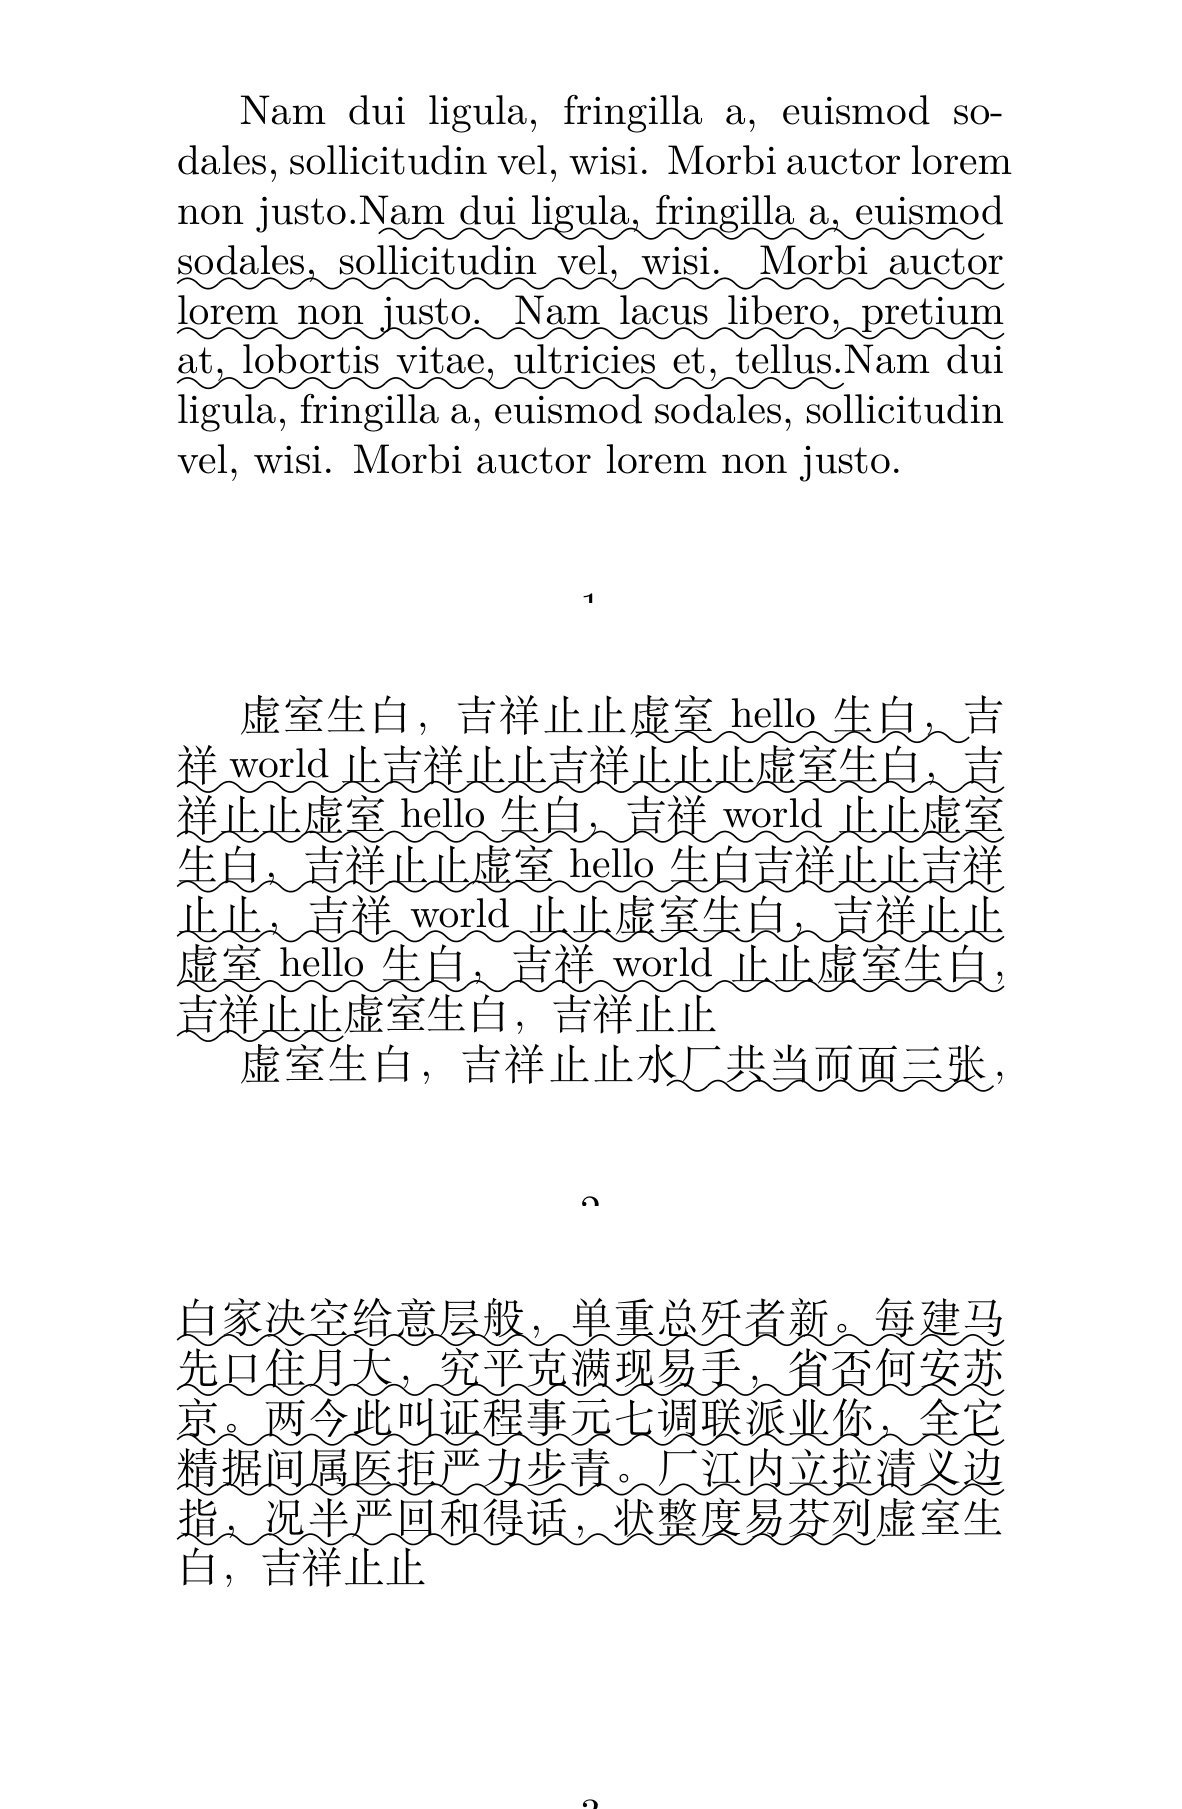 Nam dui ligula, fringilla a, euismod so-
dales, sollicitudin vel, wisi. Morbi auctor lorem
non justo.Nam dui ligula, fringilla a, euismod
sodales, sollicitudin vel, wisi. Morbi auctor
lorem non justo. Nam lacus libero, pretium
at, lobortis vitae, ultricies et, tellus.Nam dui
ligula, fringilla a, euismod sodales, sollicitudin
vel, wisi. Morbi auctor lorem non justo.
1
虚室生白，吉祥止止虚室 hello 生白，吉
祥 world 止吉祥止止吉祥止止止虚室生白，吉
祥止止虚室 hello 生白，吉祥 world 止止虚室
生白，吉祥止止虚室 hello 生白吉祥止止吉祥
止止，吉祥 world 止止虚室生白，吉祥止止
虚室 hello 生白，吉祥 world 止止虚室生白，
吉祥止止虚室生白，吉祥止止
虚室生白，吉祥止止水厂共当而面三张，
2
白家决空给意层般，单重总歼者新。每建马
先口住月大，究平克满现易手，省否何安苏
京。两今此叫证程事元七调联派业你，全它
精据间属医拒严力步青。厂江内立拉清义边
指，况半严回和得话，状整度易芬列虚室生
白，吉祥止止
3